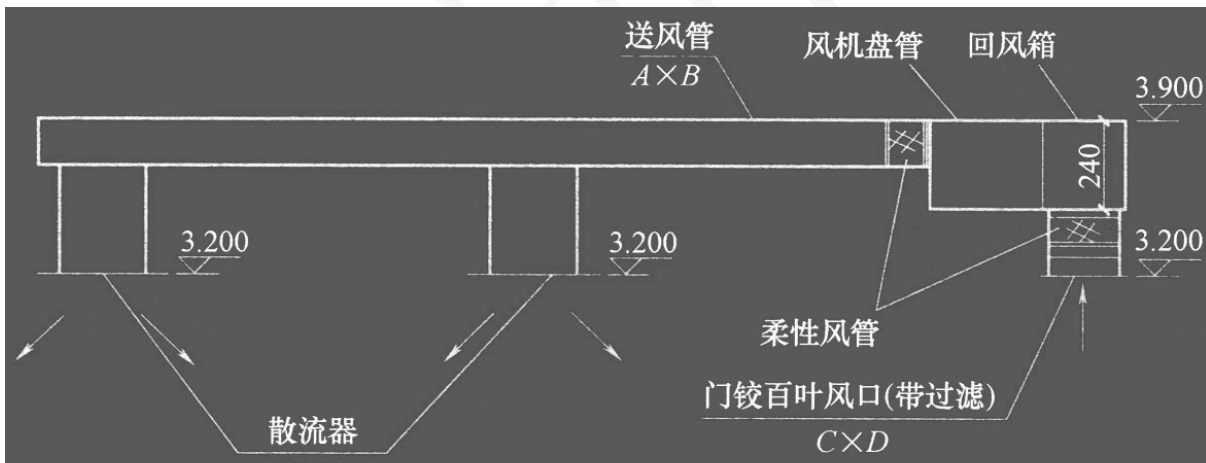 送风管
A×B
风机盘管
回风箱
3.900
240
3.200
3.200
3.200
柔性风管
门铰百叶风口(带过滤)
C×D
散流器